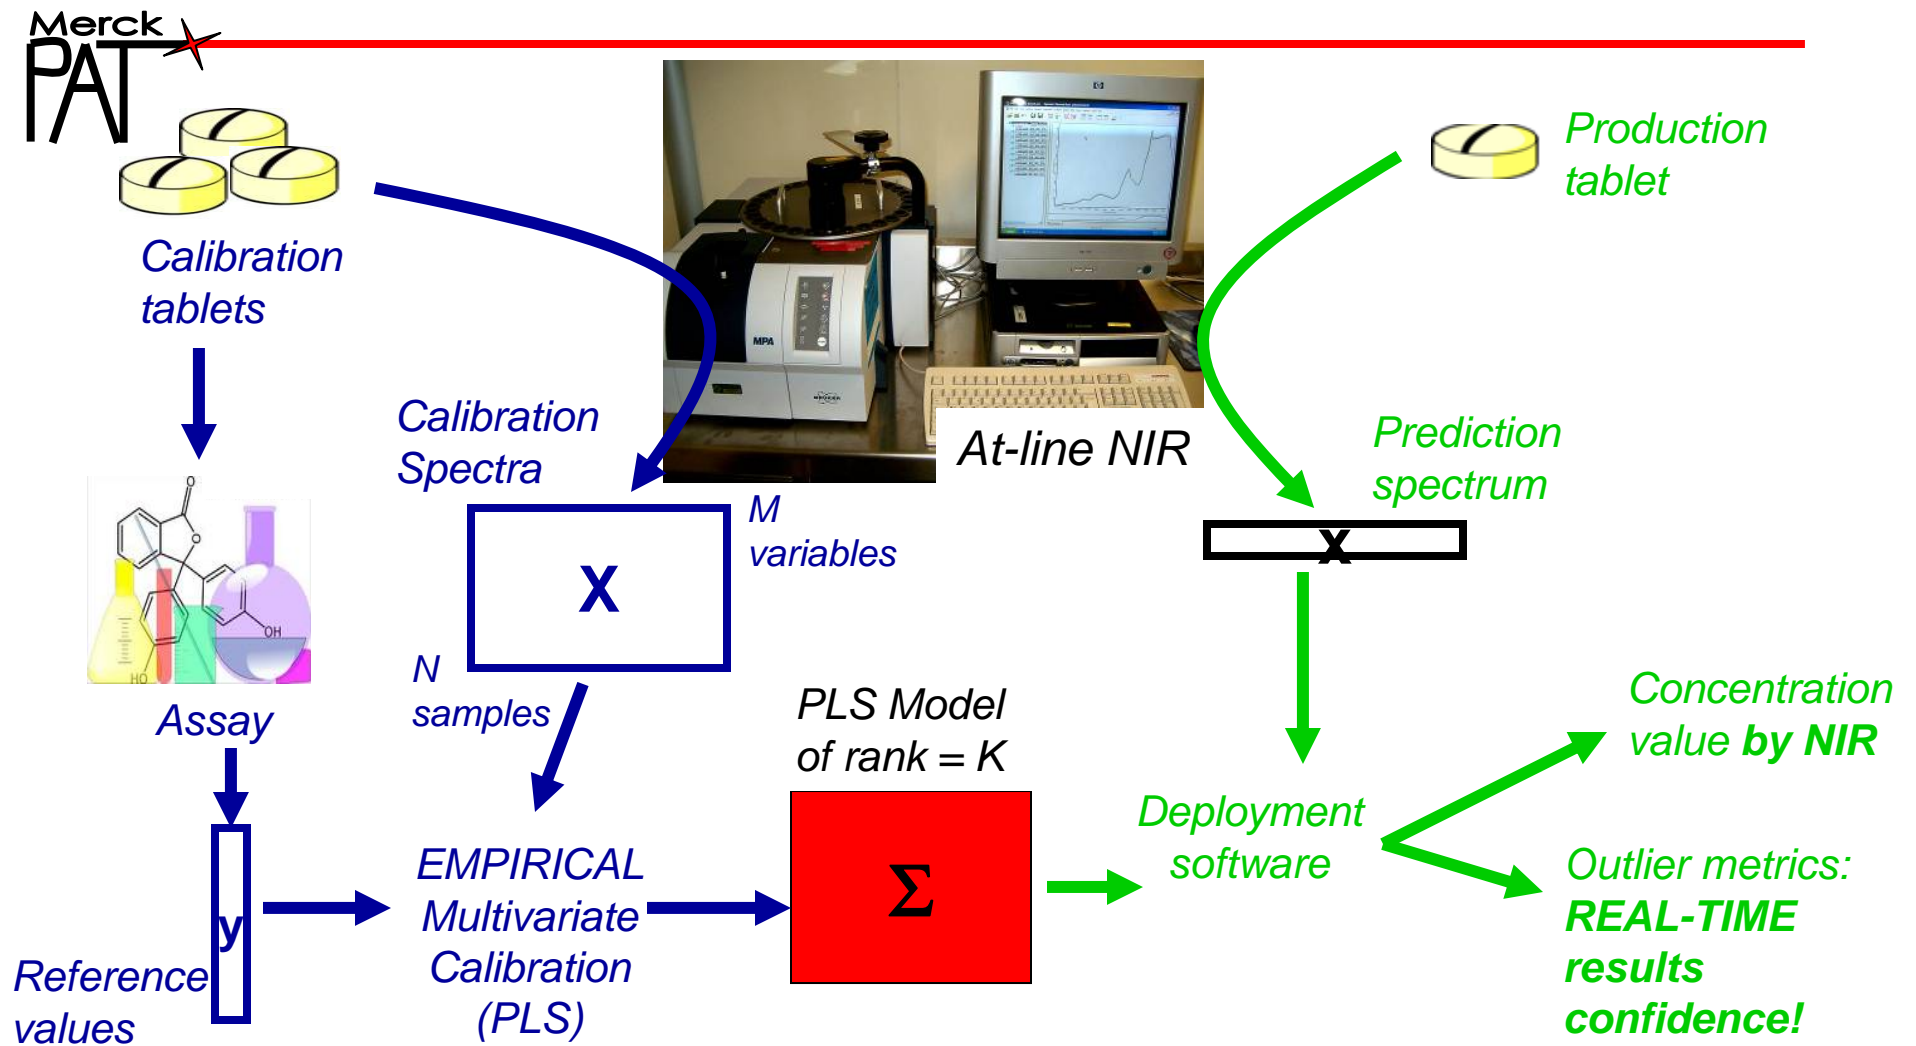 Merck
PAT
Production
tablet
Calibration
tablets
MPA
BRUKER
At-line NIR
Calibration
Spectra
Prediction
spectrum
M
variables
X
x
O
O
OH
HO
N
samples
Assay
PLS Model
of rank = K
Concentration
value by NIR
Deployment
software
EMPIRICAL
Multivariate
Calibration
(PLS)
Σ
y
Reference
values
Outlier metrics:
REAL-TIME
results
confidence!